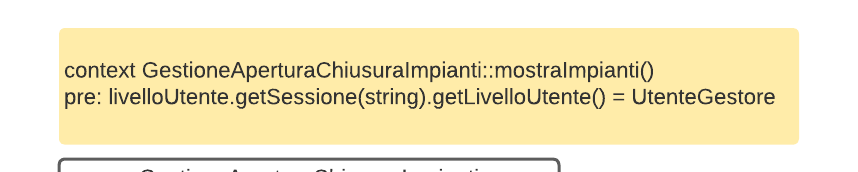 context GestioneAperturaChiusuraImpianti::mostraImpianti()
pre: livelloUtente.getSessione(string).getLivelloUtente() = UtenteGestore